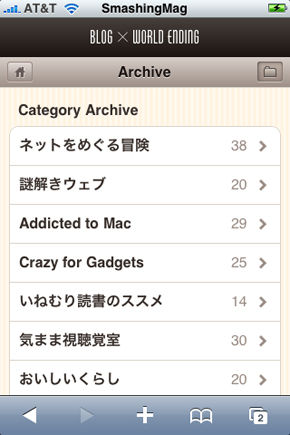 AT&T
SmashingMag
BLOG × WORLD ENDING
Archive
Category Archive
ネットをめぐる冒険 38
謎解きウェブ 20
Addicted to Mac 29
Crazy for Gadgets 25
いねむり読書のススメ 14
気まま視聴覚室 30
おいしいくらし 20
2